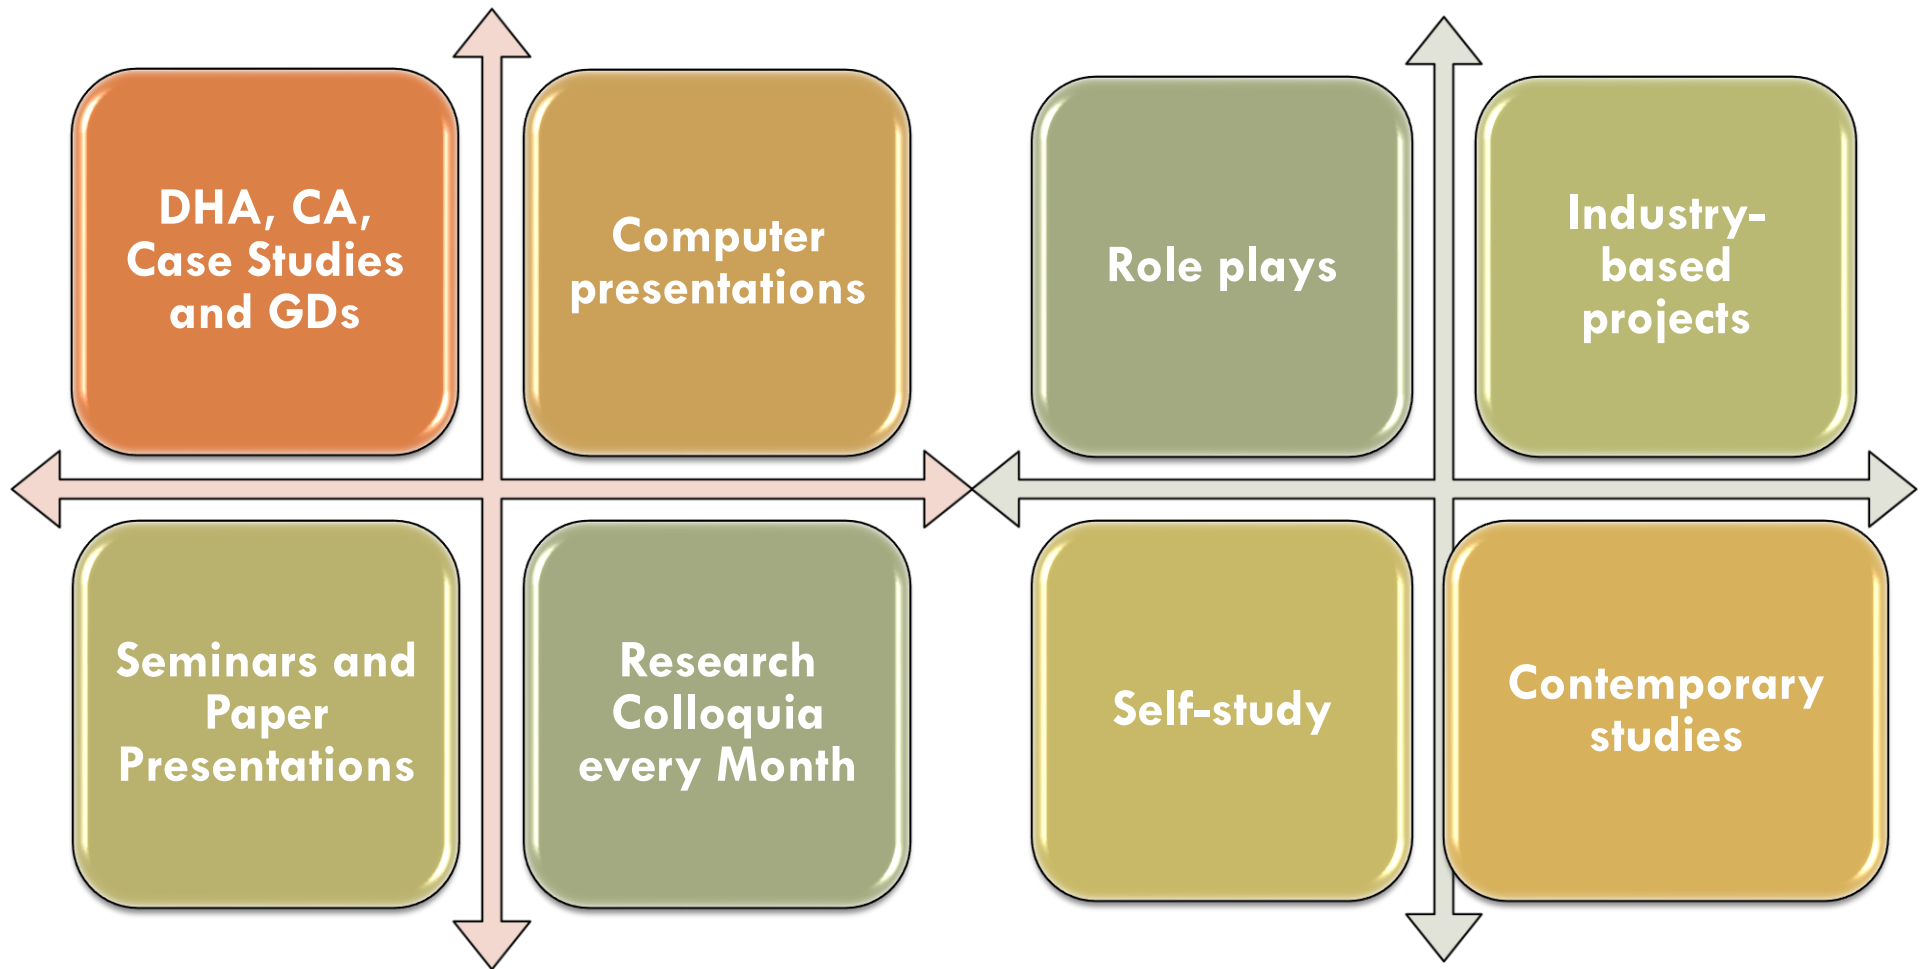 DHA, CA,
Case Studies
and GDs
Computer
presentations
Seminars and
Paper
Presentations
Research
Colloquia
every Month
Role plays
Industry-
based
projects
Self-study
Contemporary
studies